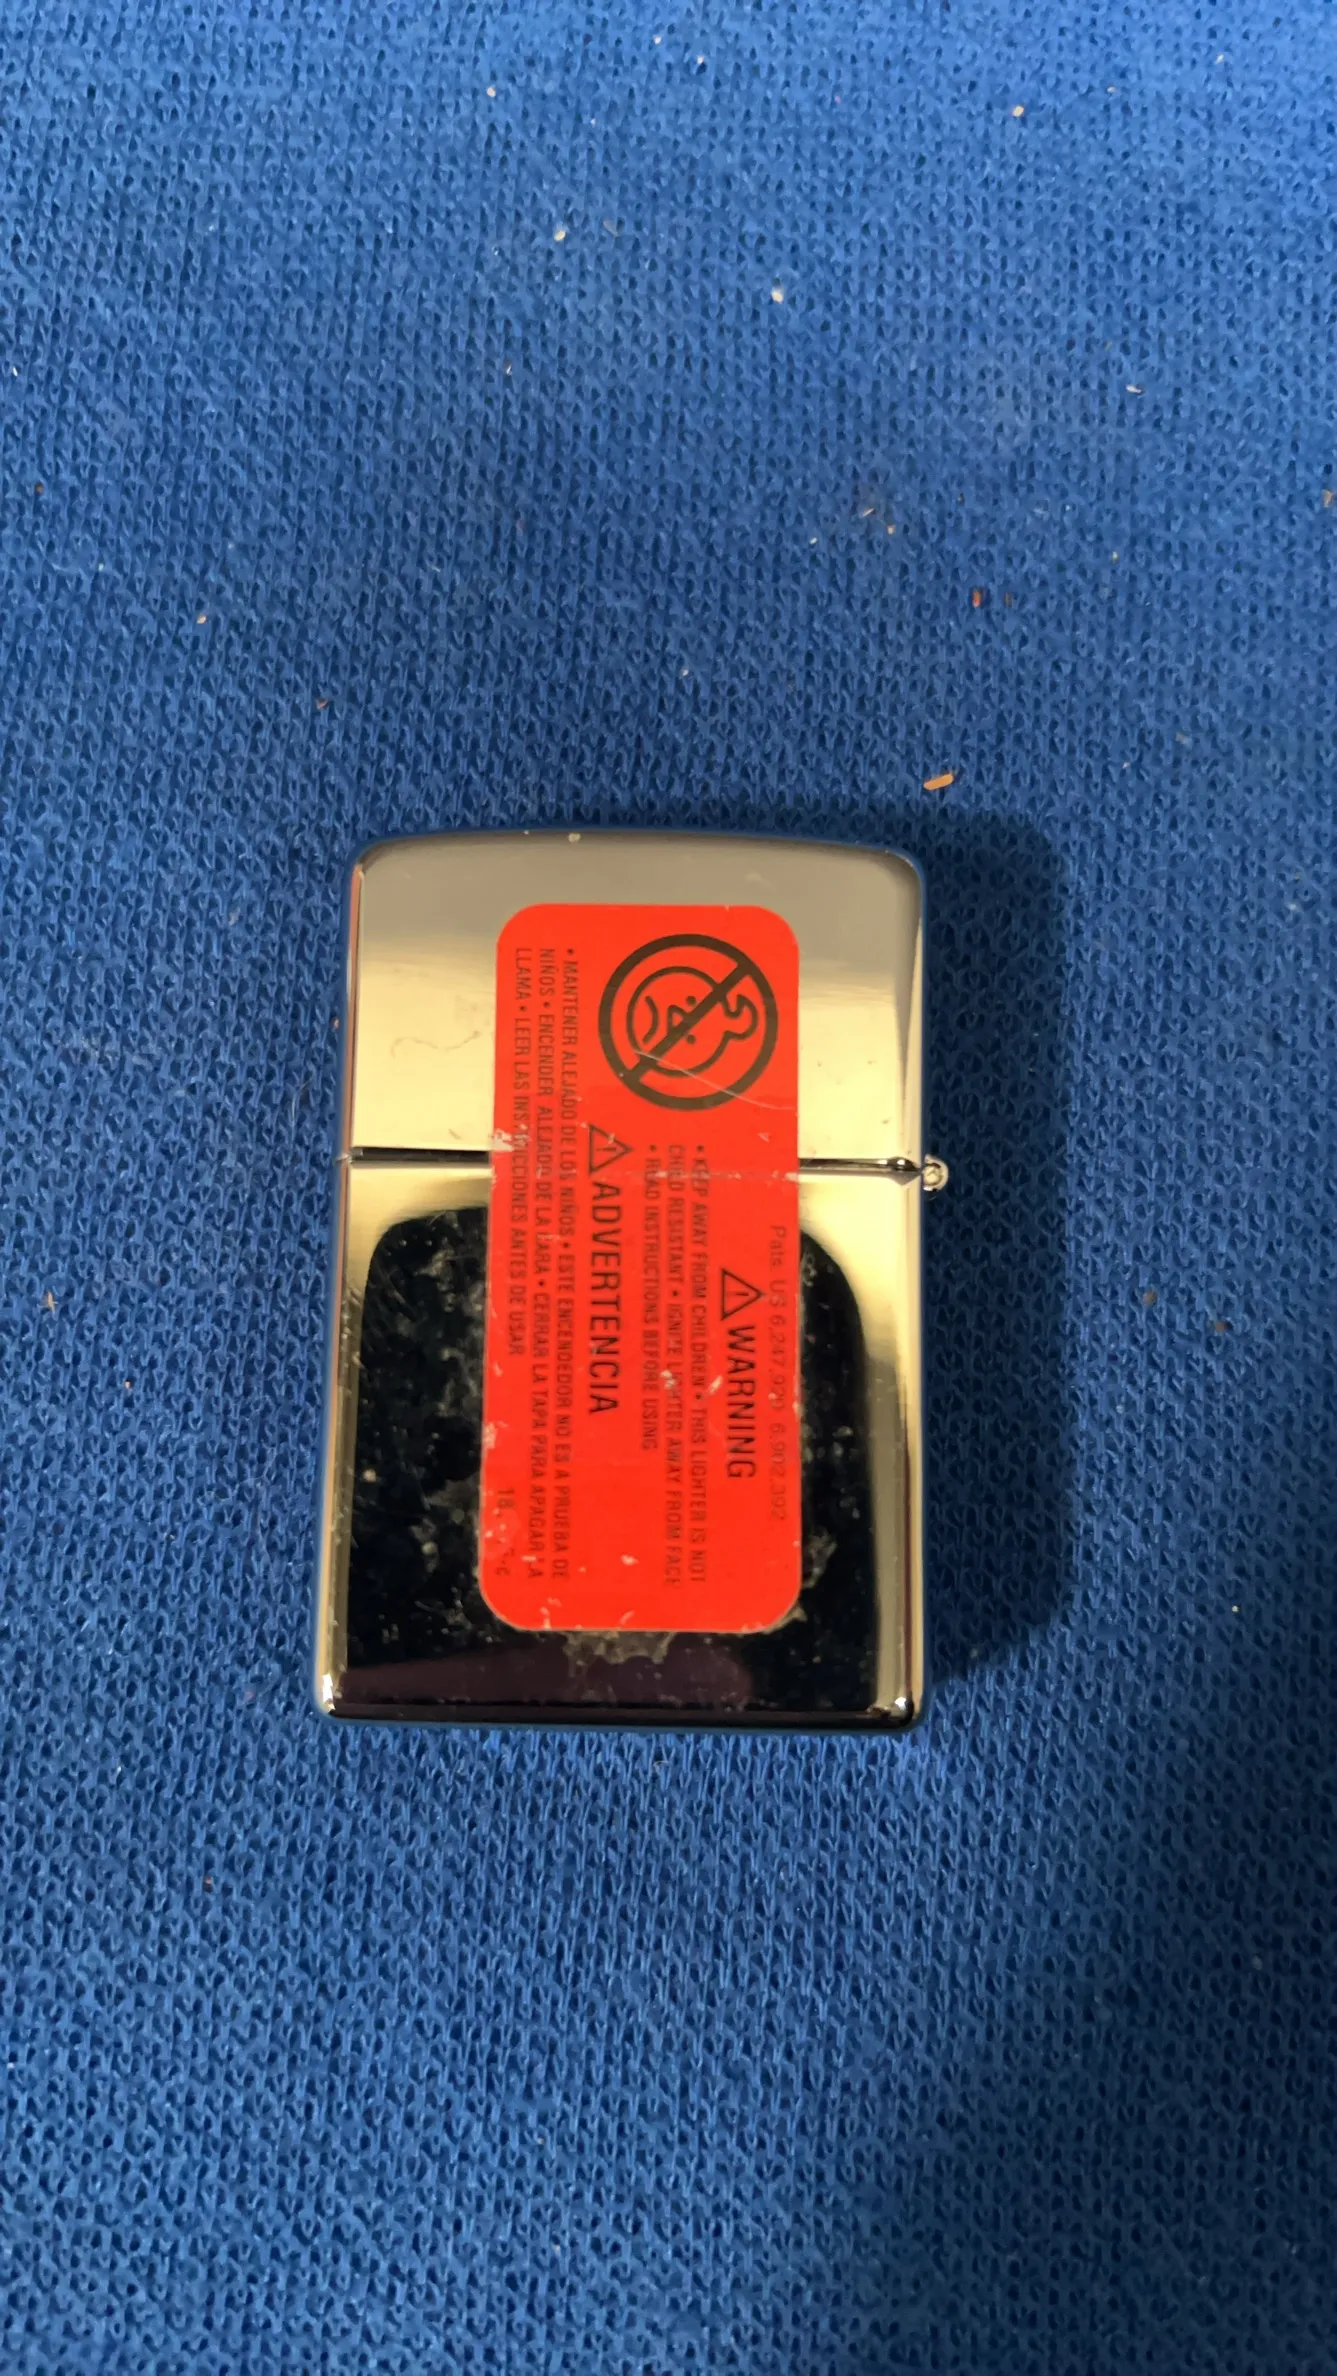 Pats. US 6,247,920 6,902,392
WARNING
• KEEP AWAY FROM CHILDREN • THIS LIGHTER IS NOT
CHILD RESISTANT • IGNITE LIGHTER AWAY FROM FACE
• READ INSTRUCTIONS BEFORE USING
ADVERTENCIA
• MANTENER ALEJADO DE LOS NIÑOS • ESTE ENCENDEDOR NO ES A PRUEBA DE
NIÑOS • ENCENDER ALEJADO DE LA CARA • CERRAR LA TAPA PARA APAGAR LA
LLAMA • LEER LAS INSTRUCCIONES ANTES DE USAR